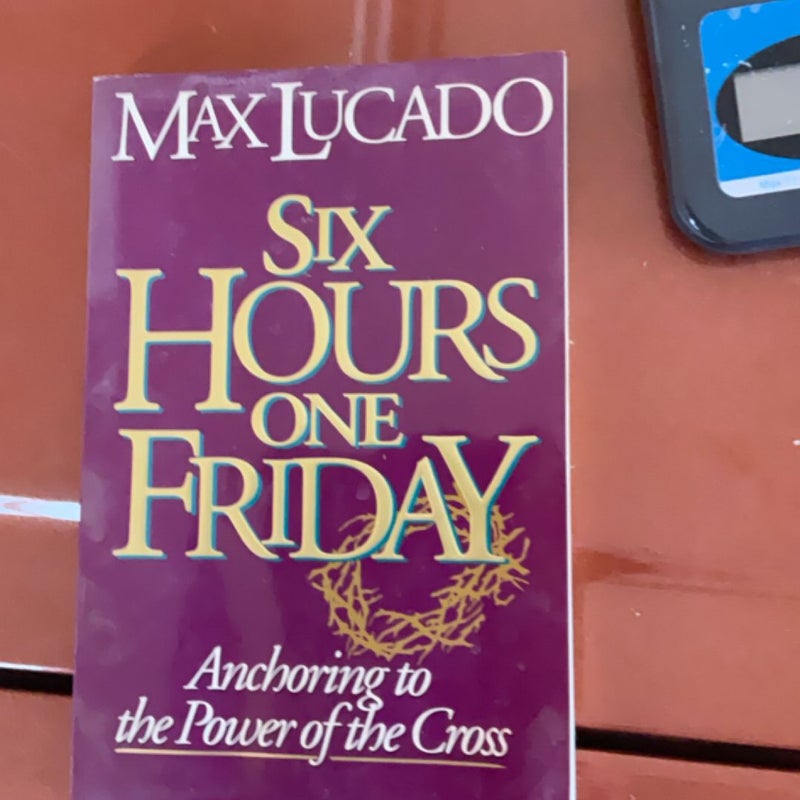 MAX LUCADO
SIX
HOURS
ONE
FRIDAY
Anchoring to
the Power of the Cross